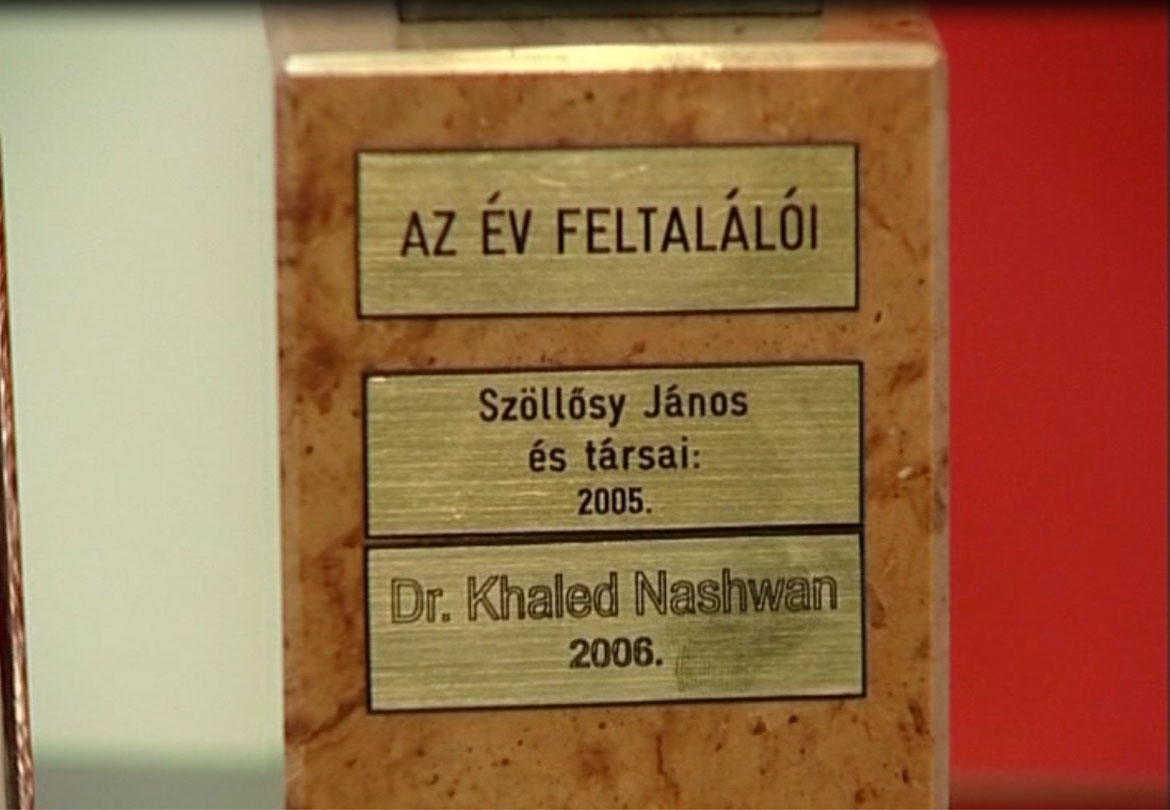 AZ ÉV FELTALÁLÓI
Szöllősy János
és társai:
2005.
Dr. Khaled Nashwan
2006.